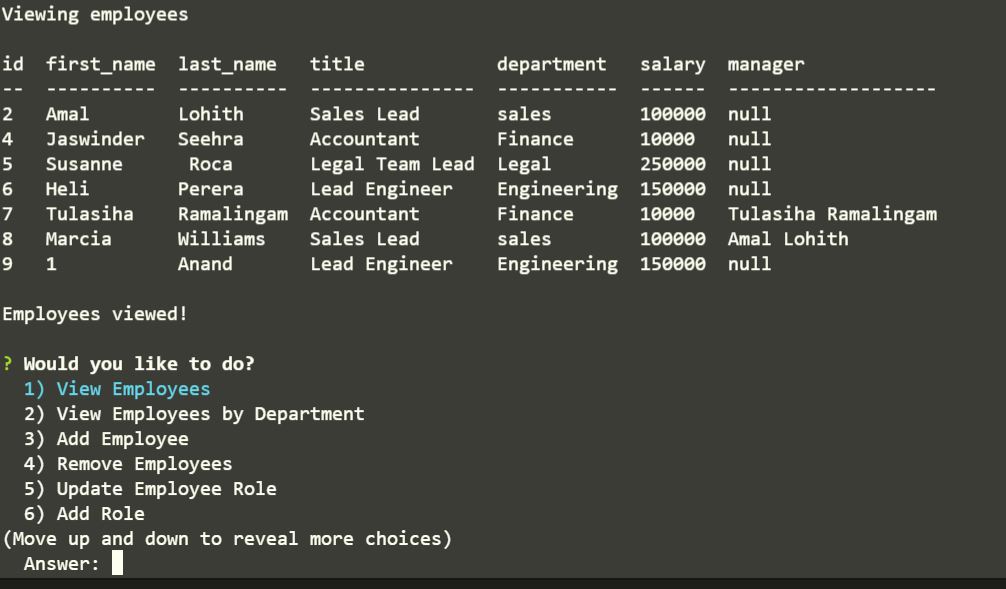 Viewing employees
id  first_name  last_name   title            department   salary  manager
--  ----------  ----------  ---------------  -----------  ------  -------------------
2   Amal        Lohith      Sales Lead       sales        100000  null
4   Jaswinder   Seehra      Accountant       Finance      10000   null
5   Susanne      Roca       Legal Team Lead  Legal        250000  null
6   Heli        Perera      Lead Engineer    Engineering  150000  null
7   Tulasiha    Ramalingam  Accountant       Finance      10000   Tulasiha Ramalingam
8   Marcia      Williams    Sales Lead       sales        100000  Amal Lohith
9   1           Anand       Lead Engineer    Engineering  150000  null
Employees viewed!
? Would you like to do?
  1) View Employees
  2) View Employees by Department
  3) Add Employee
  4) Remove Employees
  5) Update Employee Role
  6) Add Role
(Move up and down to reveal more choices)
  Answer: